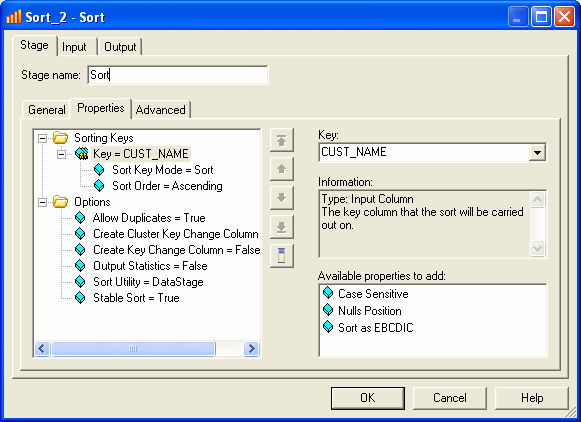 Sort_2 - Sort
Stage Input Output
Stage name: Sort
General Properties Advanced
Sorting Keys
Key = CUST_NAME
Sort Key Mode = Sort
Sort Order = Ascending
Options
Allow Duplicates = True
Create Cluster Key Change Column
Create Key Change Column = False
Output Statistics = False
Sort Utility = DataStage
Stable Sort = True
Key:
CUST_NAME
Information:
Type: Input Column
The key column that the sort will be carried
out on.
Available properties to add:
Case Sensitive
Nulls Position
Sort as EBCDIC
OK Cancel Help